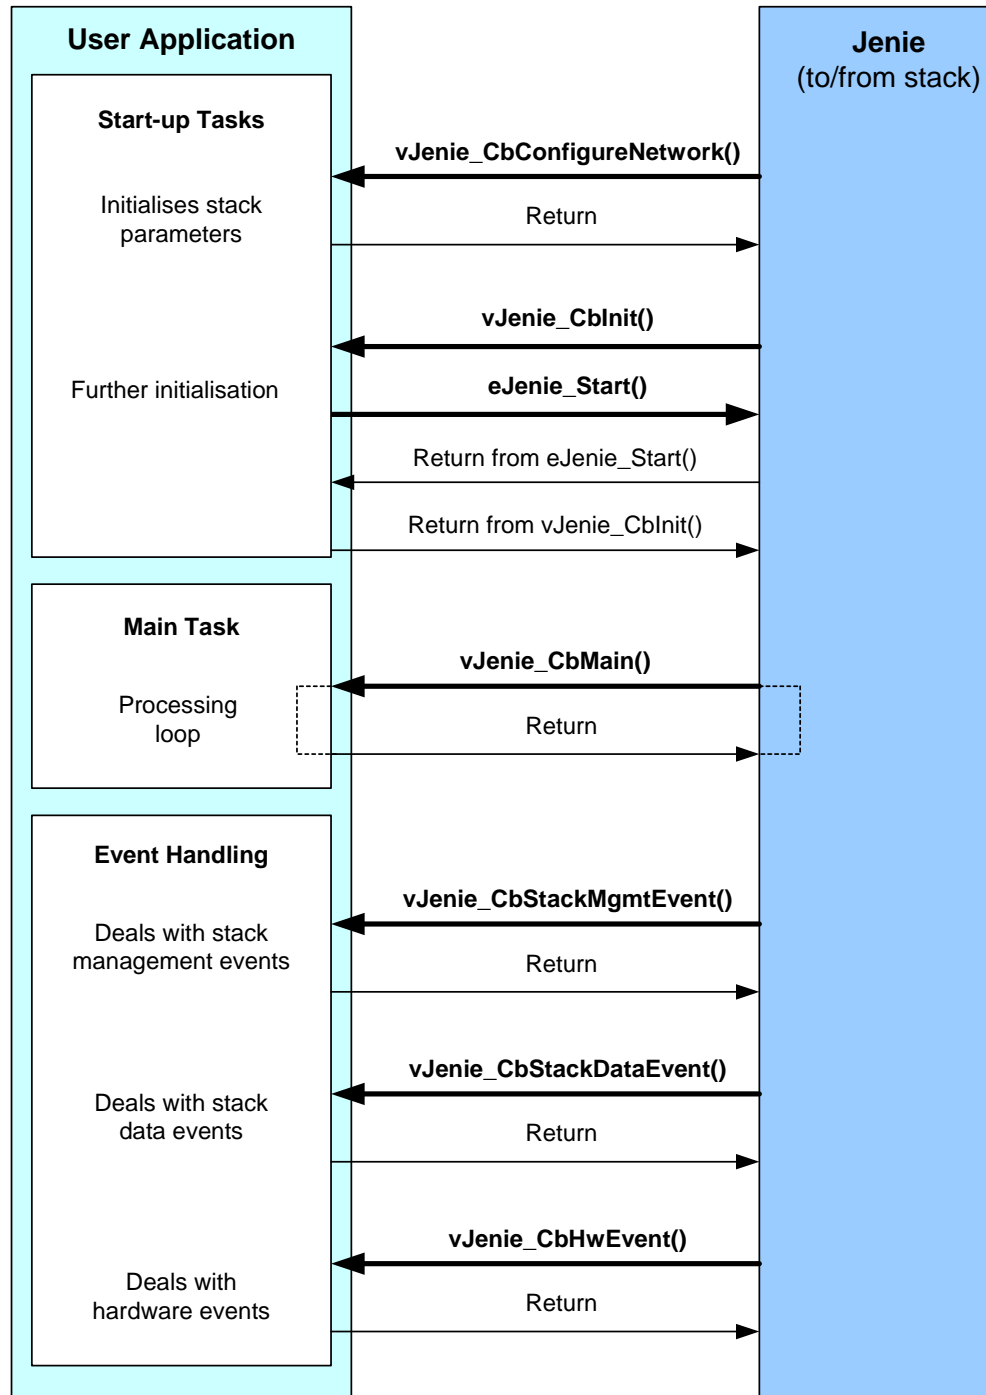 User Application
Jenie
(to/from stack)
Start-up Tasks
vJenie_CbConfigureNetwork()
Initialises stack
parameters
Return
vJenie_CbInit()
Further initialisation
eJenie_Start()
Return from eJenie_Start()
Return from vJenie_CbInit()
Main Task
vJenie_CbMain()
Processing
loop
Return
Event Handling
vJenie_CbStackMgmtEvent()
Deals with stack
management events
Return
vJenie_CbStackDataEvent()
Deals with stack
data events
Return
vJenie_CbHwEvent()
Deals with
hardware events
Return